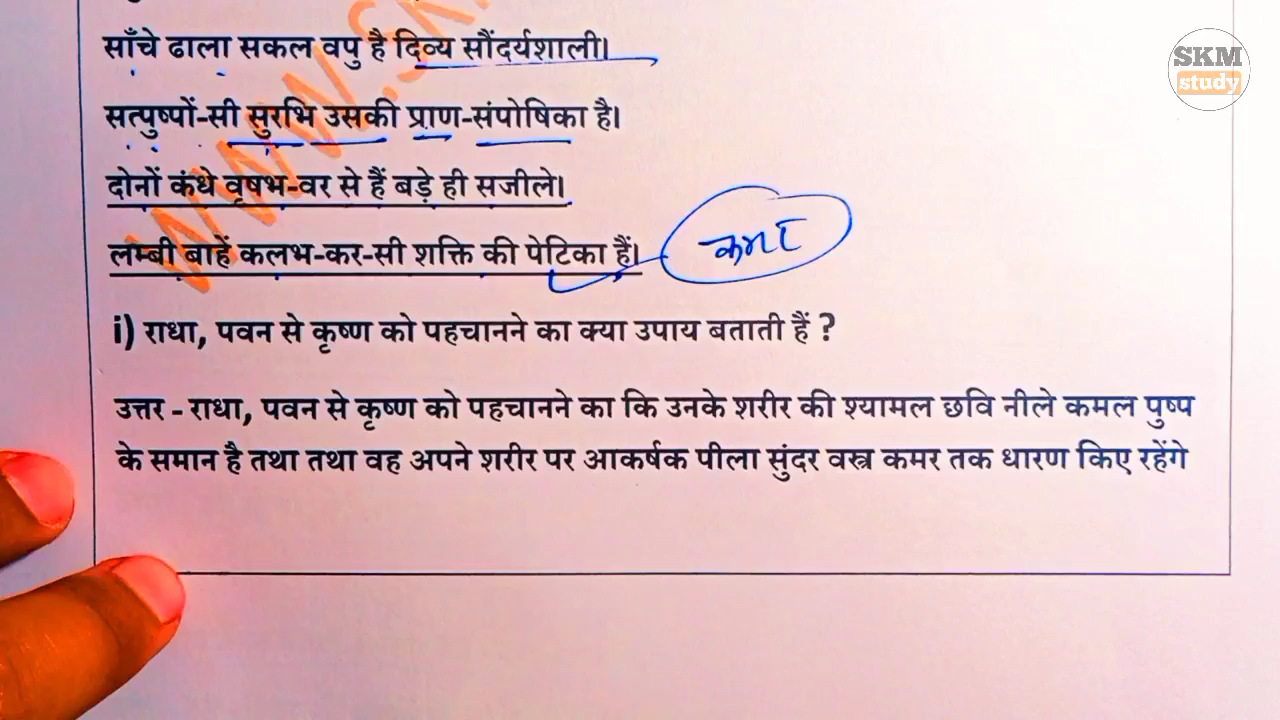 साँचे ढाला सकल वपु है दिव्य सौंदर्यशाली।
सत्पुष्पों-सी सुरभि उसकी प्राण-संपोषिका है।
दोनों कंधे वृषभ-वर से हैं बड़े ही सजीले।
लम्बी बाहें कलभ-कर-सी शक्ति की पेटिका हैं।
i) राधा, पवन से कृष्ण को पहचानने का क्या उपाय बताती हैं ?
उत्तर - राधा, पवन से कृष्ण को पहचानने का कि उनके शरीर की श्यामल छवि नीले कमल पुष्प
के समान है तथा तथा वह अपने शरीर पर आकर्षक पीला सुंदर वस्त्र कमर तक धारण किए रहेंगे
SKM
study